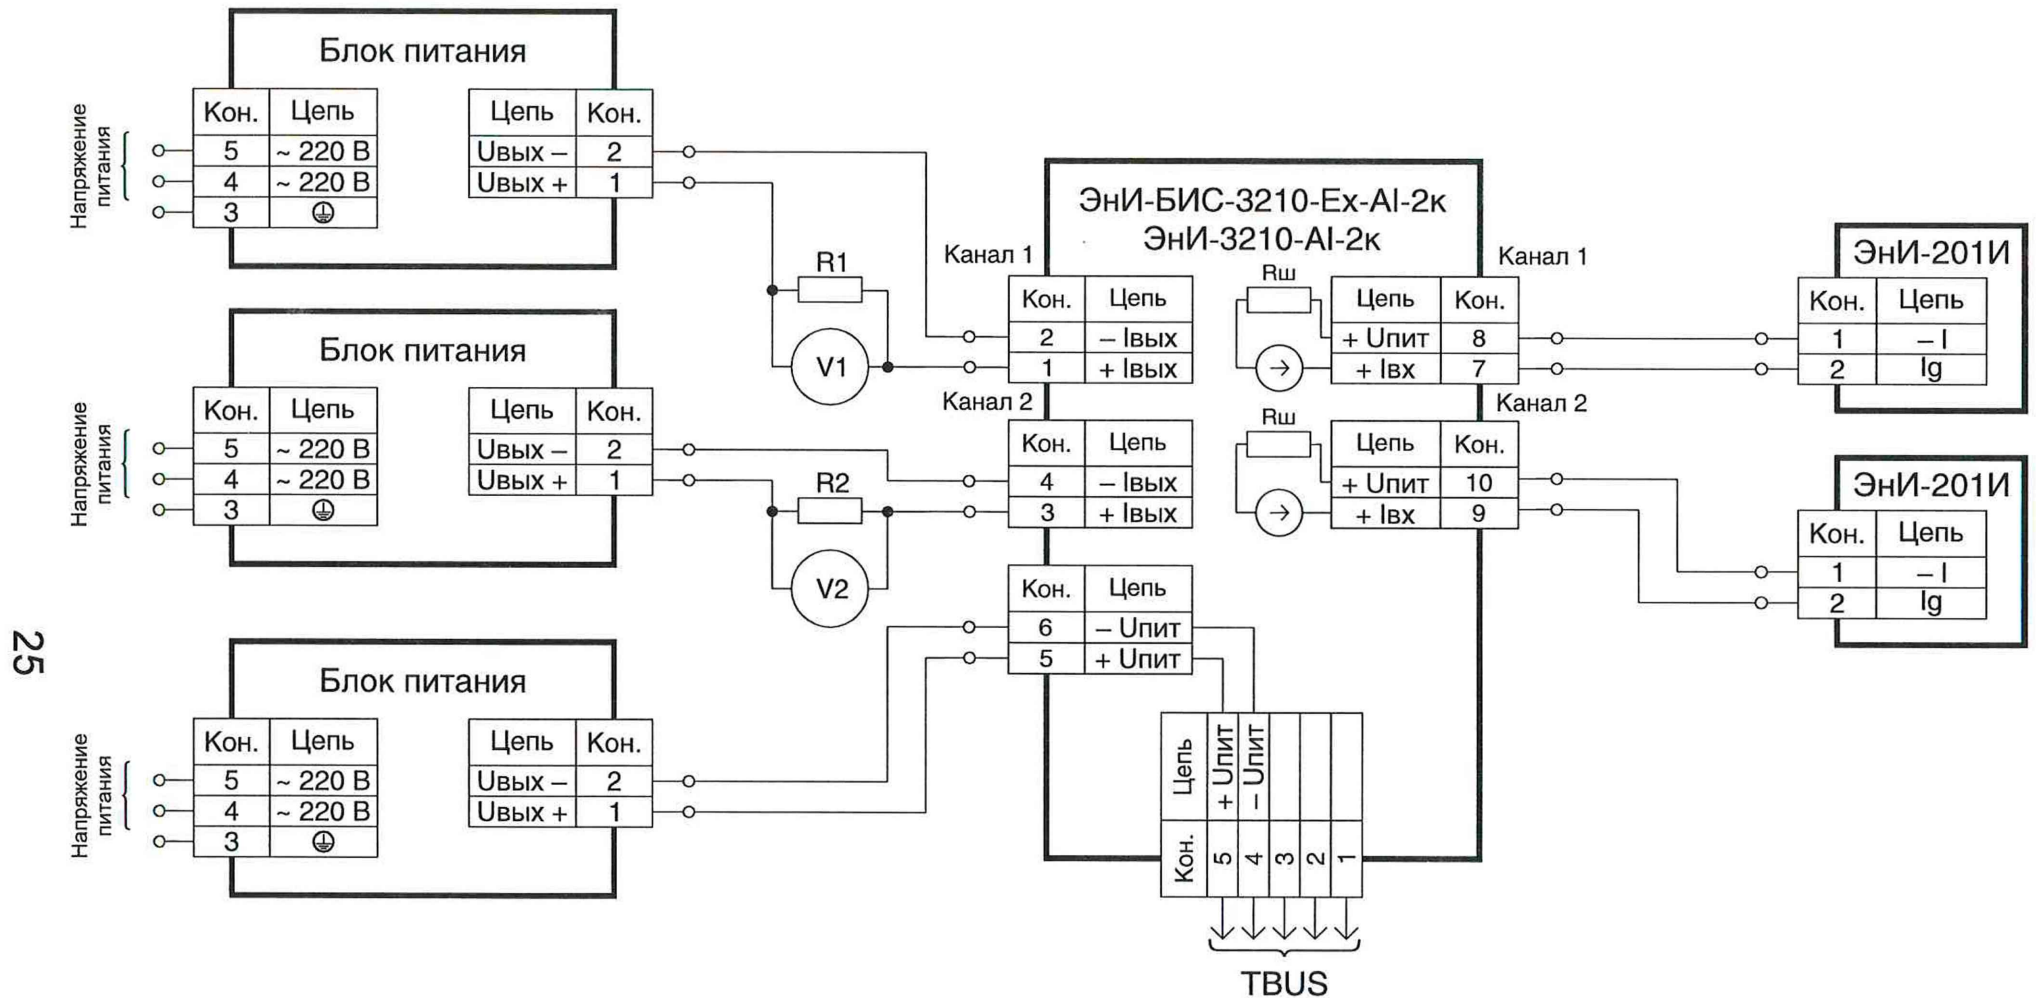 Блок питания
Напряжение
питания
Кон. Цепь
5 ~ 220 В
4 ~ 220 В
3
Цепь Кон.
Uвых – 2
Uвых + 1
Блок питания
Напряжение
питания
Кон. Цепь
5 ~ 220 В
4 ~ 220 В
3
Цепь Кон.
Uвых – 2
Uвых + 1
Блок питания
Напряжение
питания
Кон. Цепь
5 ~ 220 В
4 ~ 220 В
3
Цепь Кон.
Uвых – 2
Uвых + 1
R1
V1
R2
V2
ЭнИ-БИС-3210-Ex-AI-2к
ЭнИ-3210-AI-2к
Канал 1
Кон. Цепь
2 – Iвых
1 + Iвых
Канал 2
Кон. Цепь
4 – Iвых
3 + Iвых
Кон. Цепь
6 – Uпит
5 + Uпит
Rш
Канал 1
Цепь Кон.
+ Uпит 8
+ Iвх 7
Rш
Канал 2
Цепь Кон.
+ Uпит 10
+ Iвх 9
Цепь + Uпит – Uпит
Кон. 5 4 3 2 1
TBUS
ЭнИ-201И
Кон. Цепь
1 – I
2 Ig
ЭнИ-201И
Кон. Цепь
1 – I
2 Ig
25